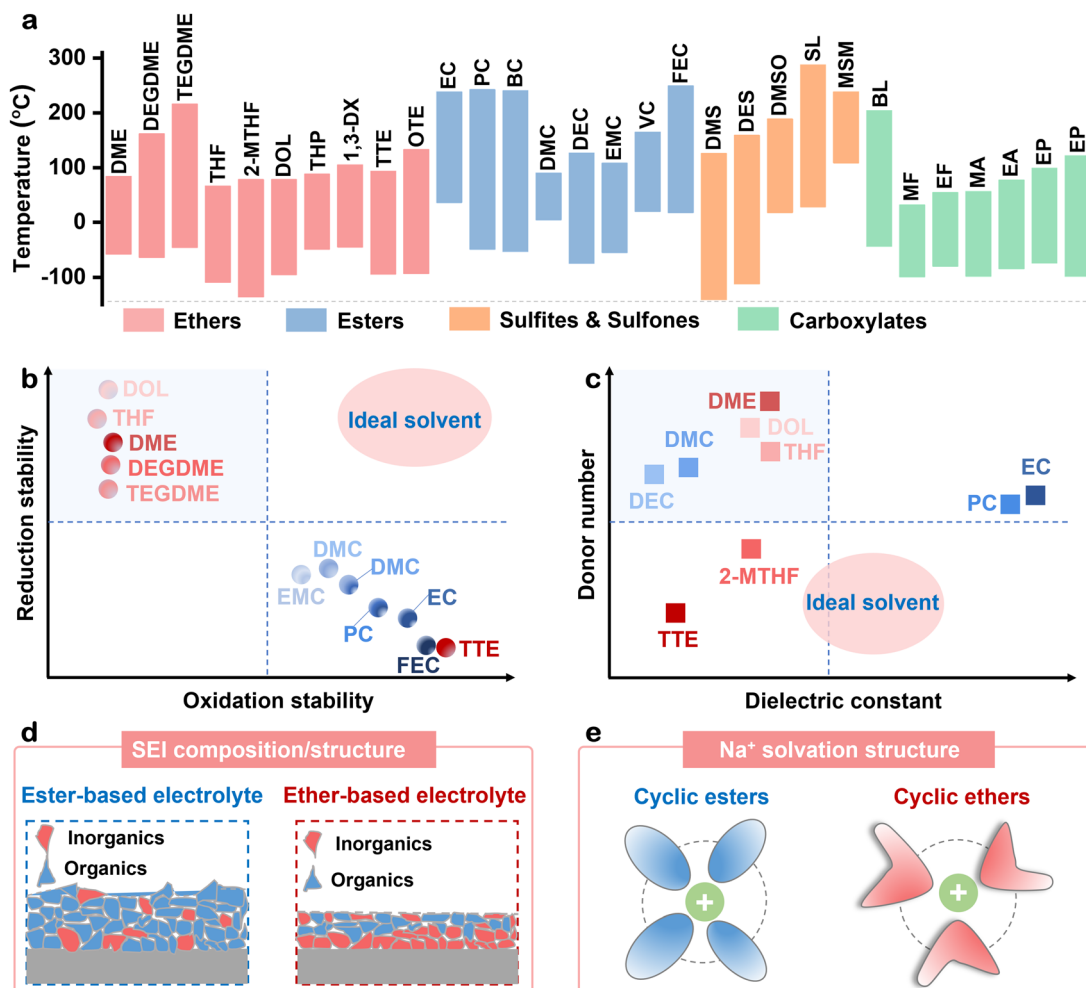 a
Temperature (°C)
300
200
100
0
-100
DME
DEGDME
TEGDME
THF
2-MTHF
DOL
THP
1,3-DX
TTE
OTE
EC
PC
BC
DMC
DEC
EMC
VC
FEC
DMS
DES
DMSO
SL
MSM
BL
MF
EF
MA
EA
EP
EP
Ethers
Esters
Sulfites & Sulfones
Carboxylates
b
Reduction stability
DOL
THF
DME
DEGDME
TEGDME
Ideal solvent
DMC
EMC
DMC
PC
EC
FEC
TTE
Oxidation stability
c
Donor number
DME
DOL
THF
DMC
DEC
EC
PC
2-MTHF
TTE
Ideal solvent
Dielectric constant
d
SEI composition/structure
Ester-based electrolyte
Inorganics
Organics
Ether-based electrolyte
Inorganics
Organics
e
Na⁺ solvation structure
Cyclic esters
+
Cyclic ethers
+